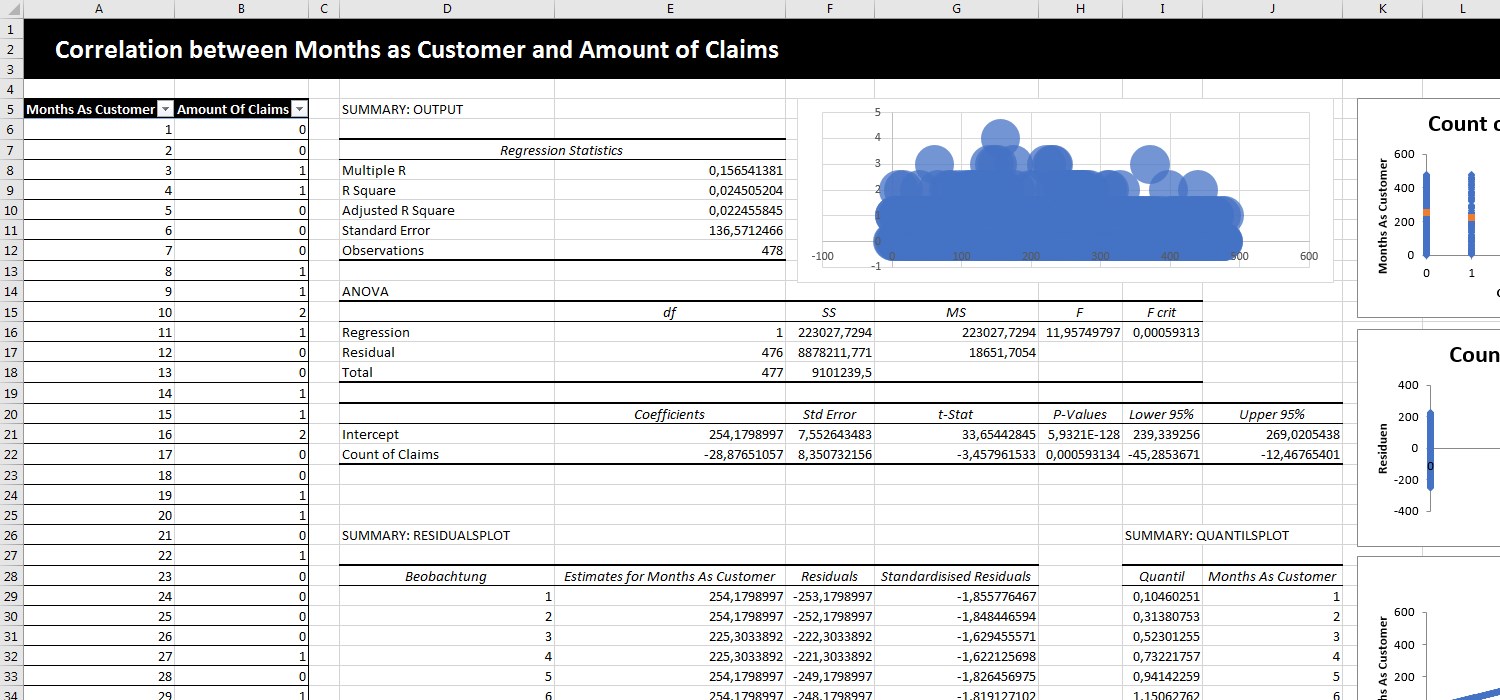 A B C D E F G H I J K L
1
2 Correlation between Months as Customer and Amount of Claims
3
4
5 Months As Customer Amount Of Claims SUMMARY: OUTPUT
6 1 0
7 2 0 Regression Statistics
8 3 1 Multiple R 0,156541381
9 4 1 R Square 0,024505204
10 5 0 Adjusted R Square 0,022455845
11 6 0 Standard Error 136,5712466
12 7 0 Observations 478
13 8 1
14 9 1 ANOVA
15 10 2 df SS MS F F crit
16 11 1 Regression 1 223027,7294 223027,7294 11,95749797 0,00059313
17 12 0 Residual 476 8878211,771 18651,7054
18 13 0 Total 477 9101239,5
19 14 1
20 15 1 Coefficients Std Error t-Stat P-Values Lower 95% Upper 95%
21 16 2 Intercept 254,1798997 7,552643483 33,65442845 5,9321E-128 239,339256 269,0205438
22 17 0 Count of Claims -28,87651057 8,350732156 -3,457961533 0,000593134 -45,2853671 -12,46765401
23 18 0
24 19 1
25 20 1
26 21 0 SUMMARY: RESIDUALSPLOT SUMMARY: QUANTILSPLOT
27 22 1
28 23 0 Beobachtung Estimates for Months As Customer Residuals Standardisised Residuals Quantil Months As Customer
29 24 0 1 254,1798997 -253,1798997 -1,855776467 0,10460251 1
30 25 0 2 254,1798997 -252,1798997 -1,848446594 0,31380753 2
31 26 0 3 225,3033892 -222,3033892 -1,629455571 0,52301255 3
32 27 1 4 225,3033892 -221,3033892 -1,622125698 0,73221757 4
33 28 0 5 254,1798997 -249,1798997 -1,826456975 0,94142259 5
34 29 1 6 254,1798997 -248,1798997 -1,819127102 1,15062762 6
5
4
3
2
1
0
-1
-100 0 100 200 300 400 500 600
Count
Months As Customer
600
400
200
0
0 1
Coun
Residuen
400
200
0
-200
-400
0
600
400
200
hs As Customer